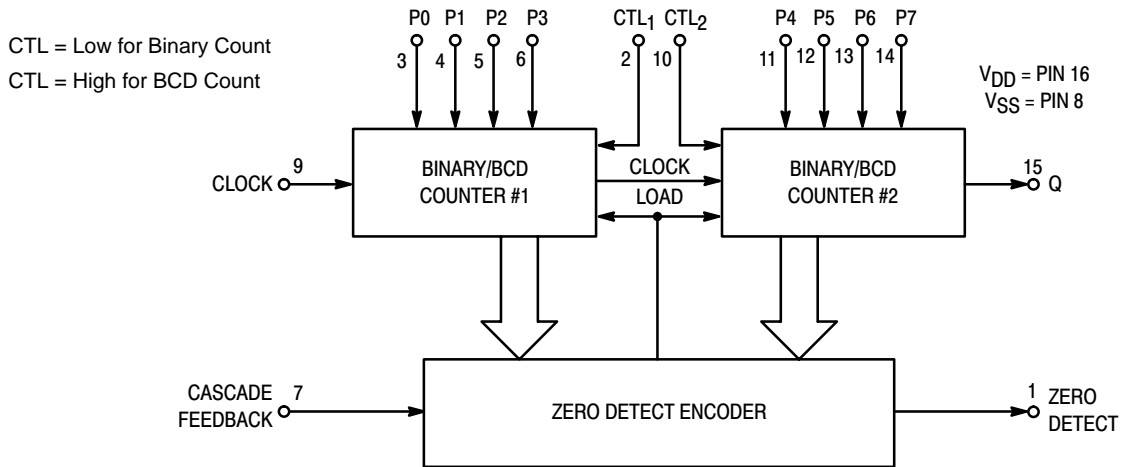 P0 P1 P2 P3 CTL1 CTL2 P4 P5 P6 P7
CTL = Low for Binary Count
3 4 5 6 2 10 11 12 13 14
CTL = High for BCD Count
VDD = PIN 16
VSS = PIN 8
CLOCK 9
BINARY/BCD
COUNTER #1
CLOCK
LOAD
BINARY/BCD
COUNTER #2
15 Q
CASCADE
FEEDBACK
7
ZERO DETECT ENCODER
1
ZERO
DETECT